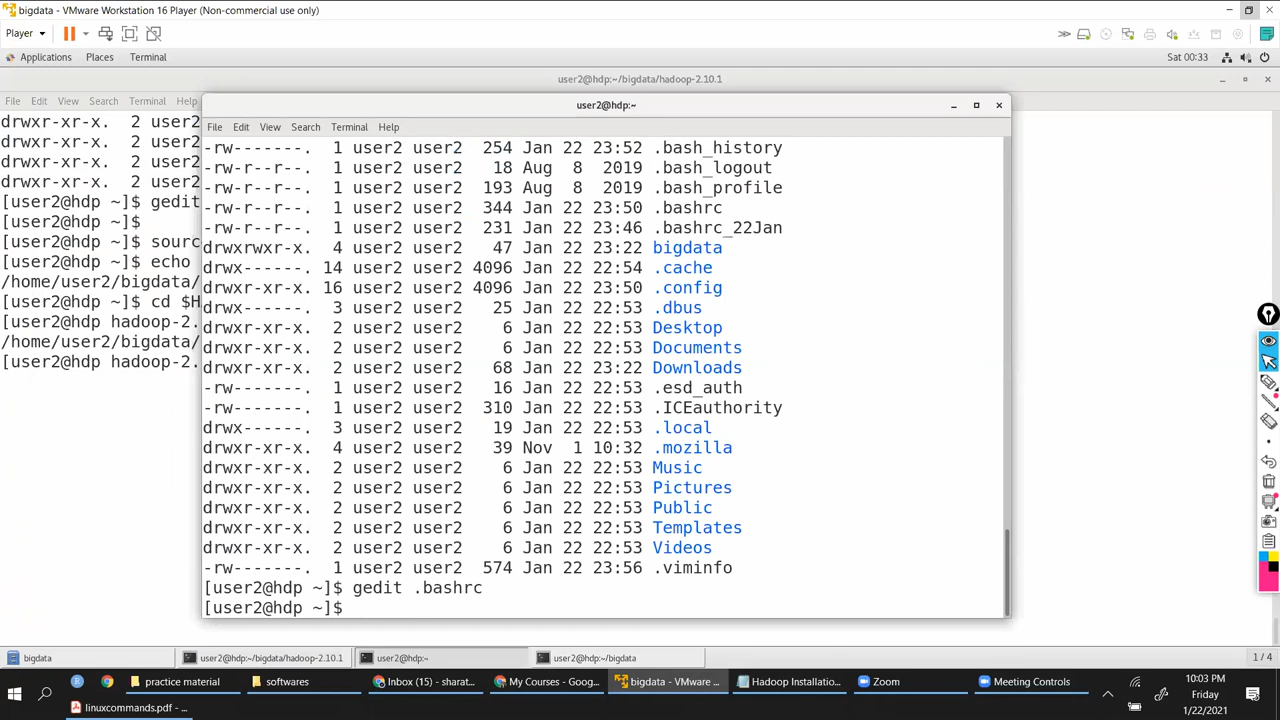 bigdata - VMware Workstation 16 Player (Non-commercial use only)
Player
Applications Places Terminal Sat 00:33
user2@hdp:~/bigdata/hadoop-2.10.1
File Edit View Search Terminal Help
drwxr-xr-x. 2 user2
drwxr-xr-x. 2 user2
drwxr-xr-x. 2 user2
drwxr-xr-x. 2 user2
[user2@hdp ~]$ gedit
[user2@hdp ~]$
[user2@hdp ~]$ sourc
[user2@hdp ~]$ echo
/home/user2/bigdata/
[user2@hdp ~]$ cd $H
[user2@hdp hadoop-2.
/home/user2/bigdata/
[user2@hdp hadoop-2.
user2@hdp:~
File Edit View Search Terminal Help
-rw-------. 1 user2 user2 254 Jan 22 23:52 .bash_history
-rw-r--r--. 1 user2 user2 18 Aug 8 2019 .bash_logout
-rw-r--r--. 1 user2 user2 193 Aug 8 2019 .bash_profile
-rw-r--r--. 1 user2 user2 344 Jan 22 23:50 .bashrc
-rw-r--r--. 1 user2 user2 231 Jan 22 23:46 .bashrc_22Jan
drwxrwxr-x. 4 user2 user2 47 Jan 22 23:22 bigdata
drwx------. 14 user2 user2 4096 Jan 22 22:54 .cache
drwxr-xr-x. 16 user2 user2 4096 Jan 22 23:50 .config
drwx------. 3 user2 user2 25 Jan 22 22:53 .dbus
drwxr-xr-x. 2 user2 user2 6 Jan 22 22:53 Desktop
drwxr-xr-x. 2 user2 user2 6 Jan 22 22:53 Documents
drwxr-xr-x. 2 user2 user2 68 Jan 22 23:22 Downloads
-rw-------. 1 user2 user2 16 Jan 22 22:53 .esd_auth
-rw-------. 1 user2 user2 310 Jan 22 22:53 .ICEauthority
drwx------. 3 user2 user2 19 Jan 22 22:53 .local
drwxr-xr-x. 4 user2 user2 39 Nov 1 10:32 .mozilla
drwxr-xr-x. 2 user2 user2 6 Jan 22 22:53 Music
drwxr-xr-x. 2 user2 user2 6 Jan 22 22:53 Pictures
drwxr-xr-x. 2 user2 user2 6 Jan 22 22:53 Public
drwxr-xr-x. 2 user2 user2 6 Jan 22 22:53 Templates
drwxr-xr-x. 2 user2 user2 6 Jan 22 22:53 Videos
-rw-------. 1 user2 user2 574 Jan 22 23:56 .viminfo
[user2@hdp ~]$ gedit .bashrc
[user2@hdp ~]$
bigdata user2@hdp:~/bigdata/hadoop-2.10.1 user2@hdp:~ user2@hdp:~/bigdata 1 / 4
practice material softwares Inbox (15) - sharat... My Courses - Goog... bigdata - VMware ... Hadoop Installatio... Zoom Meeting Controls
10:03 PM
Friday
1/22/2021
linuxcommands.pdf - ...